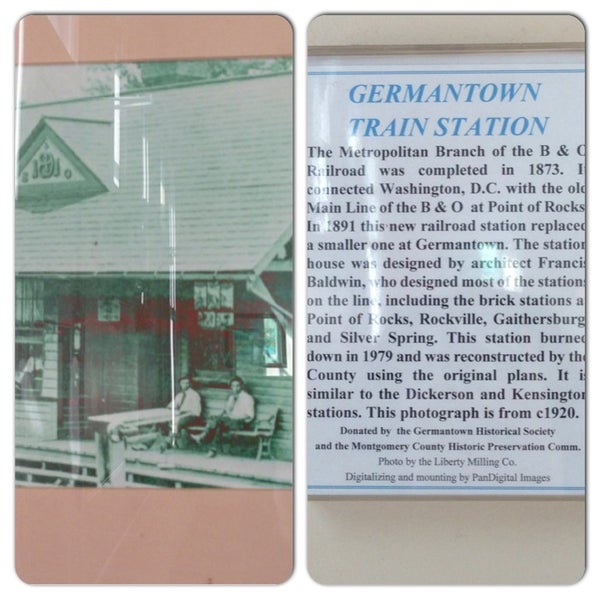 GERMANTOWN
TRAIN STATION
The Metropolitan Branch of the B & O
Railroad was completed in 1873. It
connected Washington, D.C. with the old
Main Line of the B & O at Point of Rocks
In 1891 this new railroad station replaced
a smaller one at Germantown. The station
house was designed by architect Francis
Baldwin, who designed most of the stations
on the line, including the brick stations a
Point of Rocks, Rockville, Gaithersburg
and Silver Spring. This station burned
down in 1979 and was reconstructed by the
County using the original plans. It is
similar to the Dickerson and Kensington
stations. This photograph is from c1920.
Donated by the Germantown Historical Society
and the Montgomery County Historic Preservation Comm.
Photo by the Liberty Milling Co.
Digitalizing and mounting by PanDigital Images